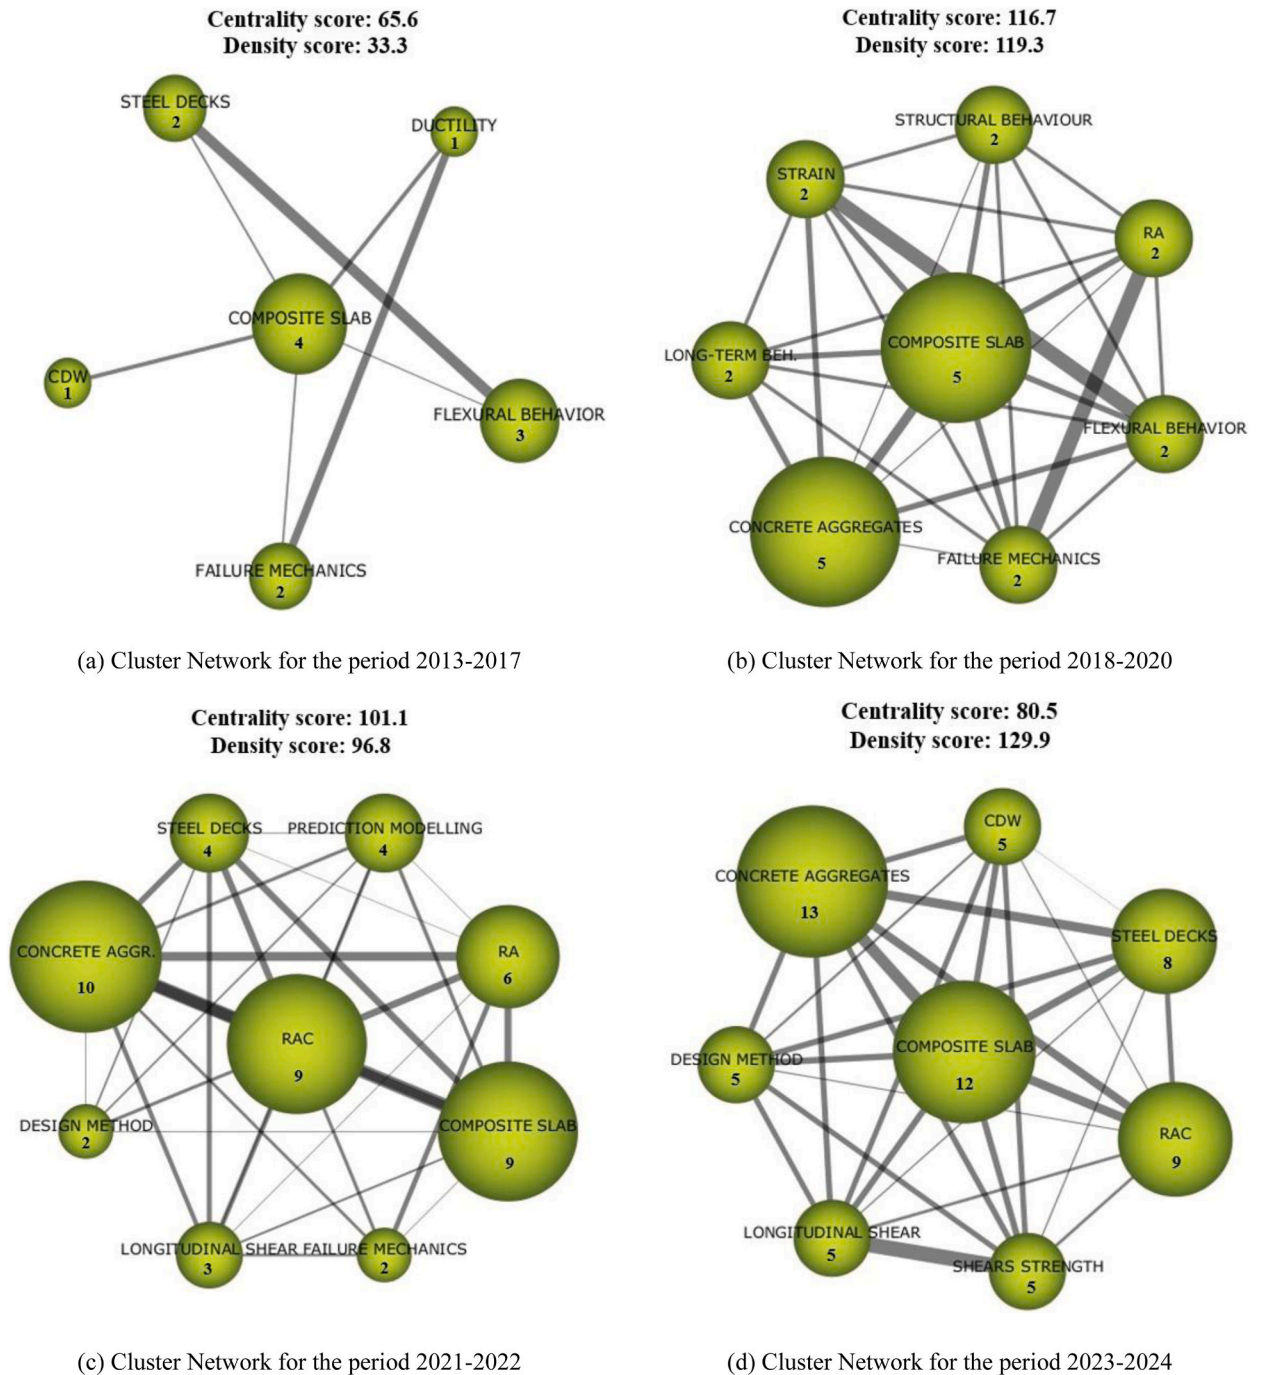 Centrality score: 65.6
Density score: 33.3
STEEL DECKS
2
DUCTILITY
1
COMPOSITE SLAB
4
CDW
1
FLEXURAL BEHAVIOR
3
FAILURE MECHANICS
2
(a) Cluster Network for the period 2013-2017
Centrality score: 116.7
Density score: 119.3
STRUCTURAL BEHAVIOUR
2
STRAIN
2
RA
2
COMPOSITE SLAB
5
LONG-TERM BEH.
2
FLEXURAL BEHAVIOR
2
CONCRETE AGGREGATES
5
FAILURE MECHANICS
2
(b) Cluster Network for the period 2018-2020
Centrality score: 101.1
Density score: 96.8
STEEL DECKS
4
PREDICTION MODELLING
4
CONCRETE AGGR.
10
RA
6
RAC
9
DESIGN METHOD
2
COMPOSITE SLAB
9
LONGITUDINAL SHEAR
3
FAILURE MECHANICS
2
(c) Cluster Network for the period 2021-2022
Centrality score: 80.5
Density score: 129.9
CDW
5
CONCRETE AGGREGATES
13
STEEL DECKS
8
COMPOSITE SLAB
12
DESIGN METHOD
5
RAC
9
LONGITUDINAL SHEAR
5
SHEARS STRENGTH
5
(d) Cluster Network for the period 2023-2024